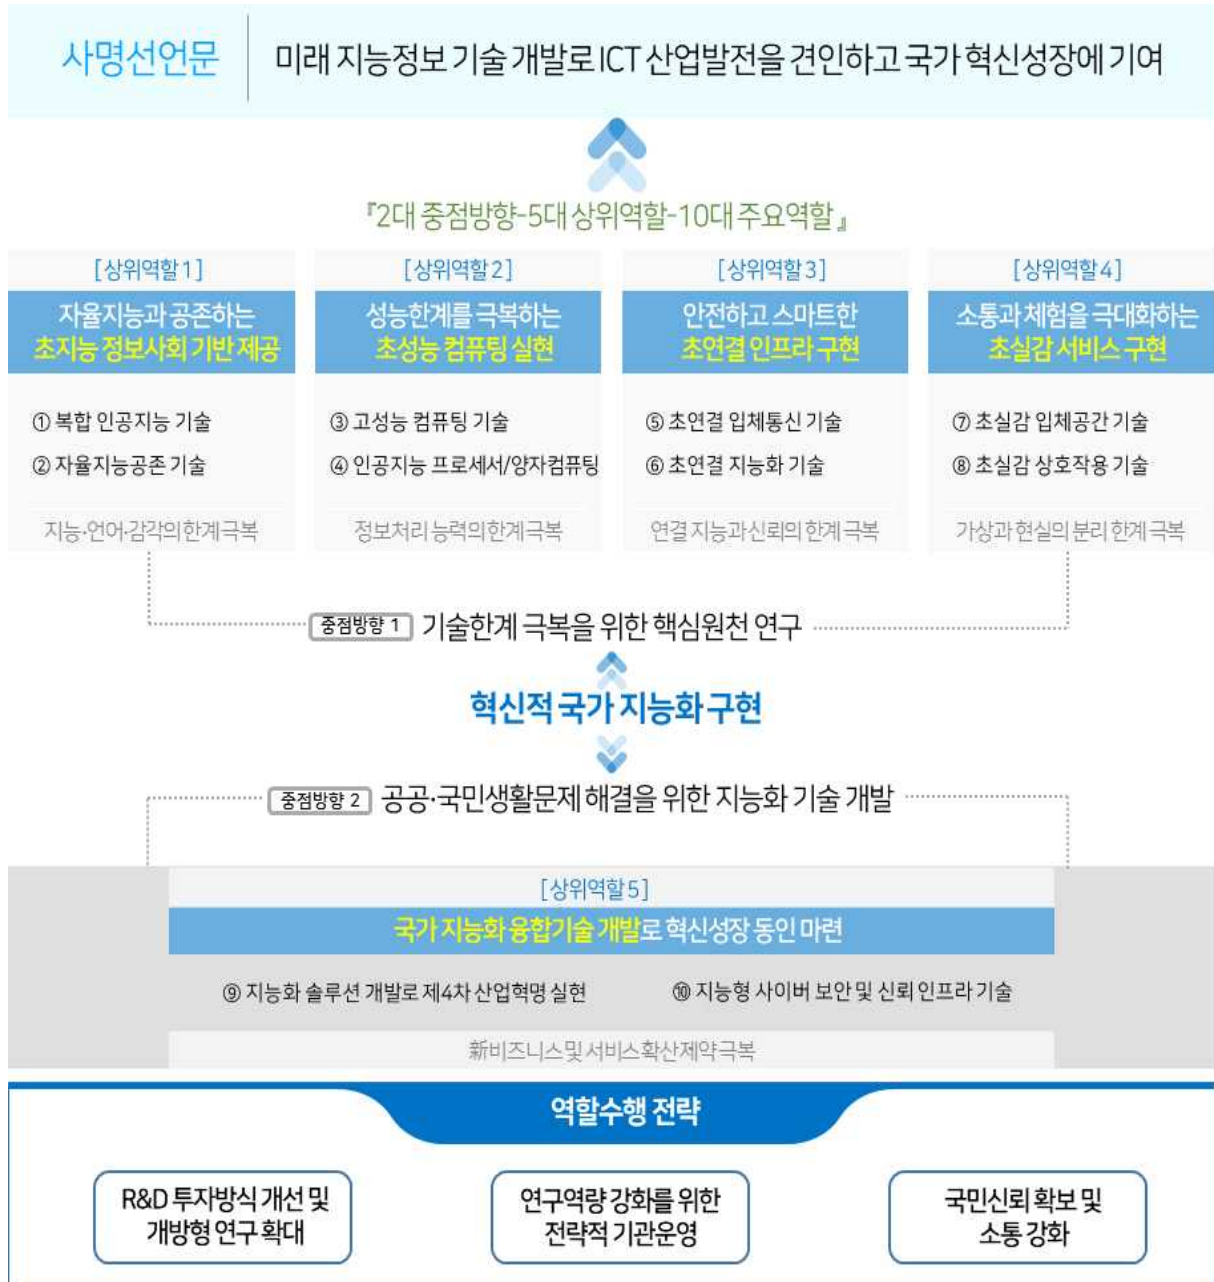 사명선언문
미래 지능정보 기술 개발로 ICT 산업발전을 견인하고 국가 혁신성장에 기여
『2대 중점방향-5대 상위역할-10대 주요역할』
[상위역할 1]
자율지능과 공존하는
초지능 정보사회 기반 제공
① 복합 인공지능 기술
② 자율지능공존 기술
지능·언어·감각의 한계 극복
[상위역할 2]
성능한계를 극복하는
초성능 컴퓨팅 실현
③ 고성능 컴퓨팅 기술
④ 인공지능 프로세서/양자컴퓨팅
정보처리 능력의 한계 극복
[상위역할 3]
안전하고 스마트한
초연결 인프라 구현
⑤ 초연결 입체통신 기술
⑥ 초연결 지능화 기술
연결 지능과 신뢰의 한계 극복
[상위역할 4]
소통과 체험을 극대화하는
초실감 서비스 구현
⑦ 초실감 입체공간 기술
⑧ 초실감 상호작용 기술
가상과 현실의 분리 한계 극복
중점방향 1 기술한계 극복을 위한 핵심원천 연구
혁신적 국가 지능화 구현
중점방향 2 공공·국민생활문제 해결을 위한 지능화 기술 개발
[상위역할 5]
국가 지능화 융합기술 개발로 혁신성장 동인 마련
⑨ 지능화 솔루션 개발로 제4차 산업혁명 실현
⑩ 지능형 사이버 보안 및 신뢰 인프라 기술
新비즈니스 및 서비스 확산 제약 극복
역할수행 전략
R&D 투자방식 개선 및
개방형 연구 확대
연구역량 강화를 위한
전략적 기관운영
국민신뢰 확보 및
소통 강화